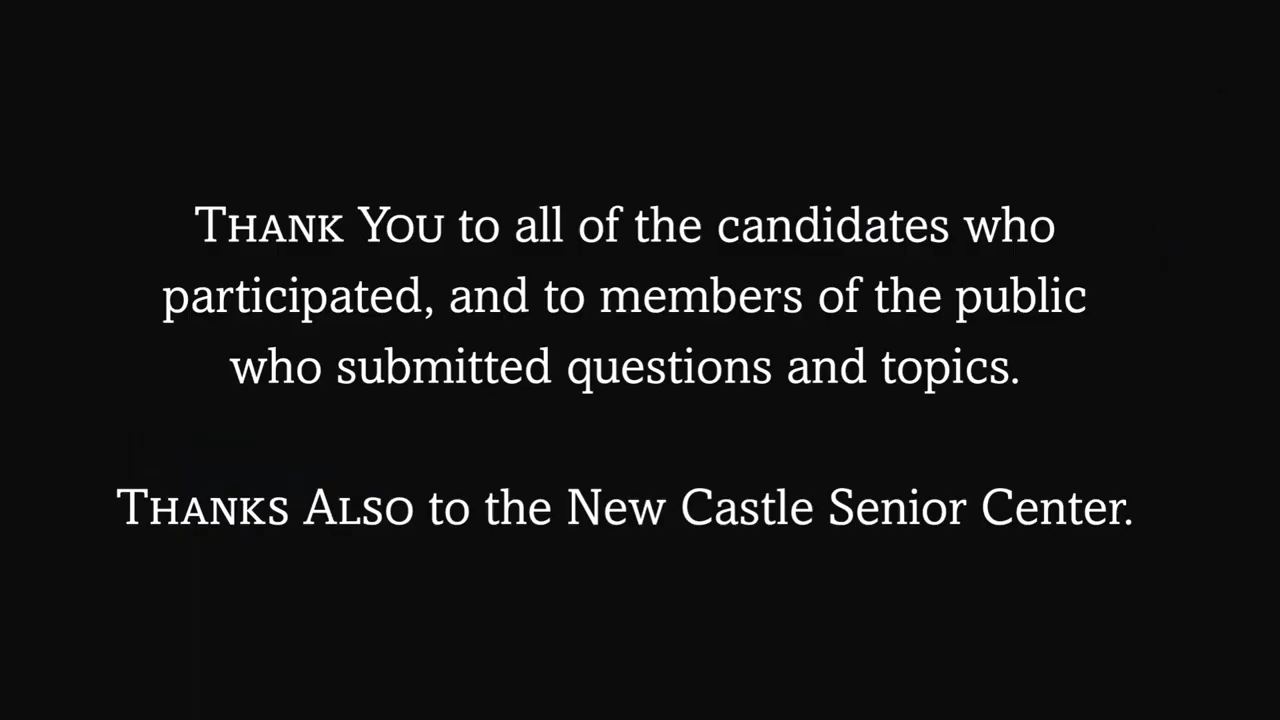 Thank You to all of the candidates who
participated, and to members of the public
who submitted questions and topics.
Thanks Also to the New Castle Senior Center.